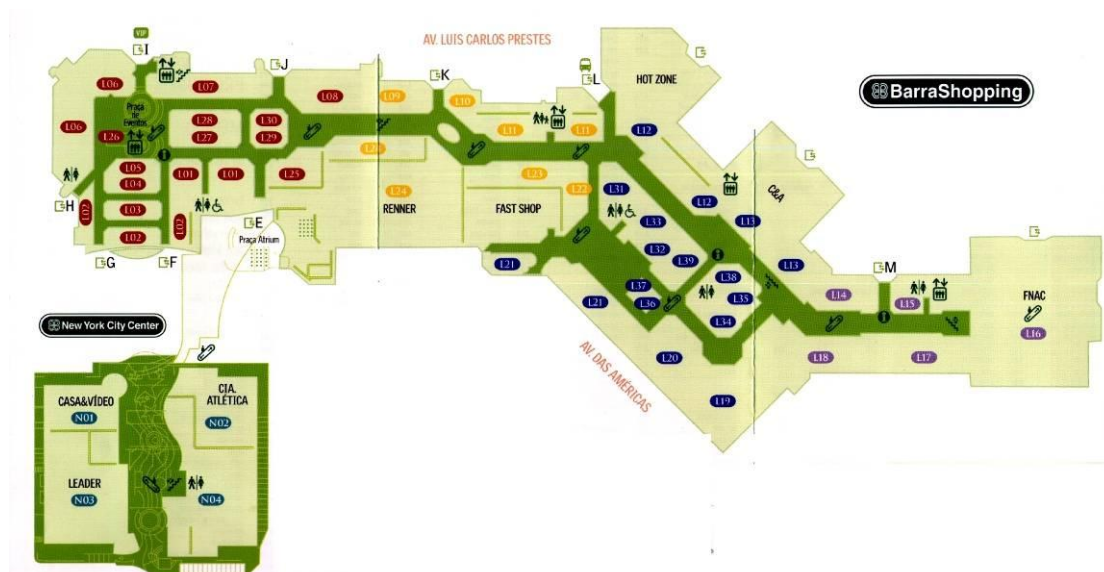 AV. LUIS CARLOS PRESTES
VIP
I
J
K
L
HOT ZONE
BarraShopping
L06
L07
L08
L09
L10
Praça
de
Eventos
L06
L26
L28
L27
L30
L29
L11
L11
L12
L05
L04
L01
L01
L25
L24
L23
L22
L31
L12
C&A
L13
H
L02
L03
L02
L02
E
Praça Atrium
RENNER
FAST SHOP
L33
L32
L39
G
F
L21
L21
L37
L36
L38
L35
L34
L13
M
L14
L15
FNAC
L16
L18
L17
L20
L19
AV. DAS AMÉRICAS
New York City Center
CASA&VÍDEO
N01
CIA.
ATLÉTICA
N02
LEADER
N03
N04